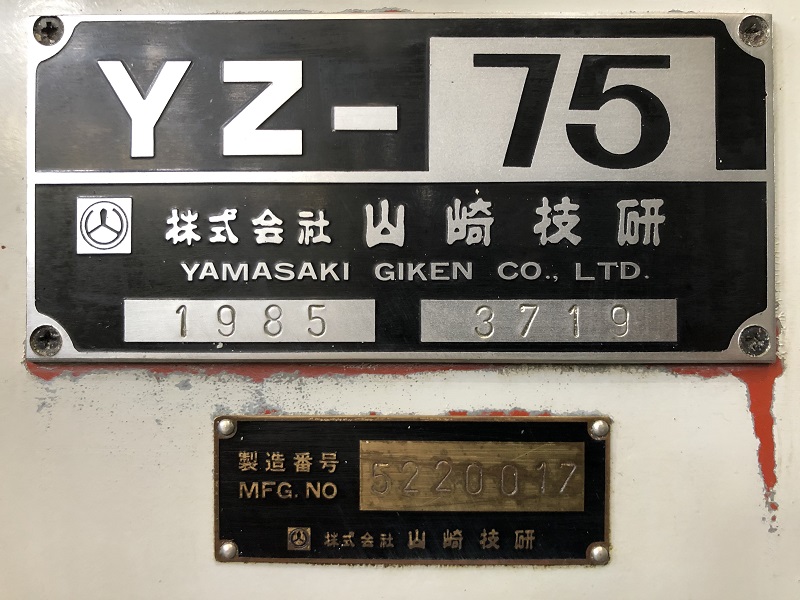 YZ-75
株式会社 山崎技研
YAMASAKI GIKEN CO., LTD.
1985 3719
製造番号
MFG. NO 5220017
株式会社 山崎技研